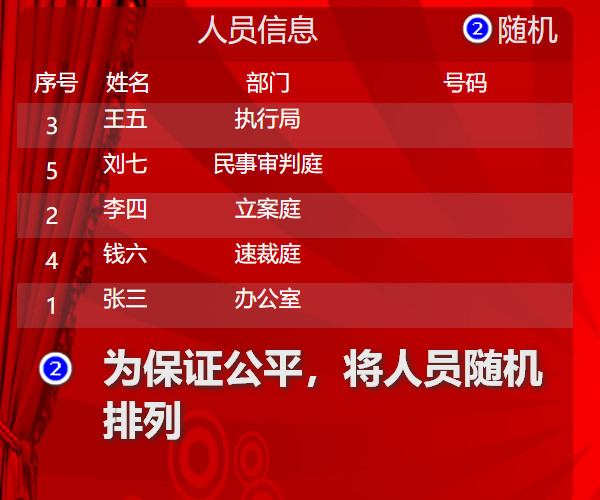 人员信息 2 随机
序号 姓名 部门 号码
3 王五 执行局
5 刘七 民事审判庭
2 李四 立案庭
4 钱六 速裁庭
1 张三 办公室
2 为保证公平，将人员随机
排列